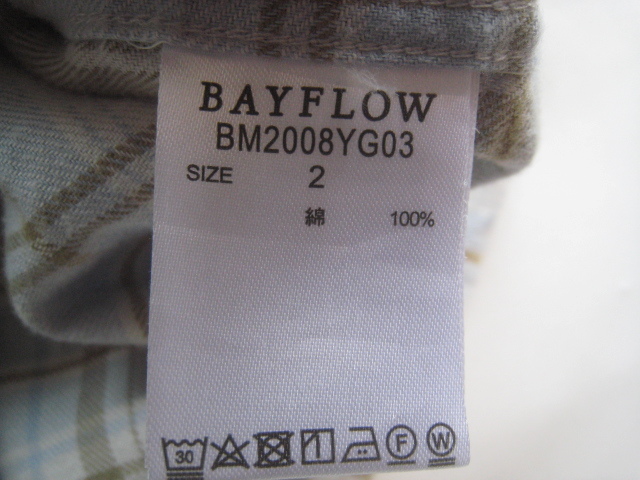 BAYFLOW
BM2008YG03
SIZE 2
綿 100%
30 F W